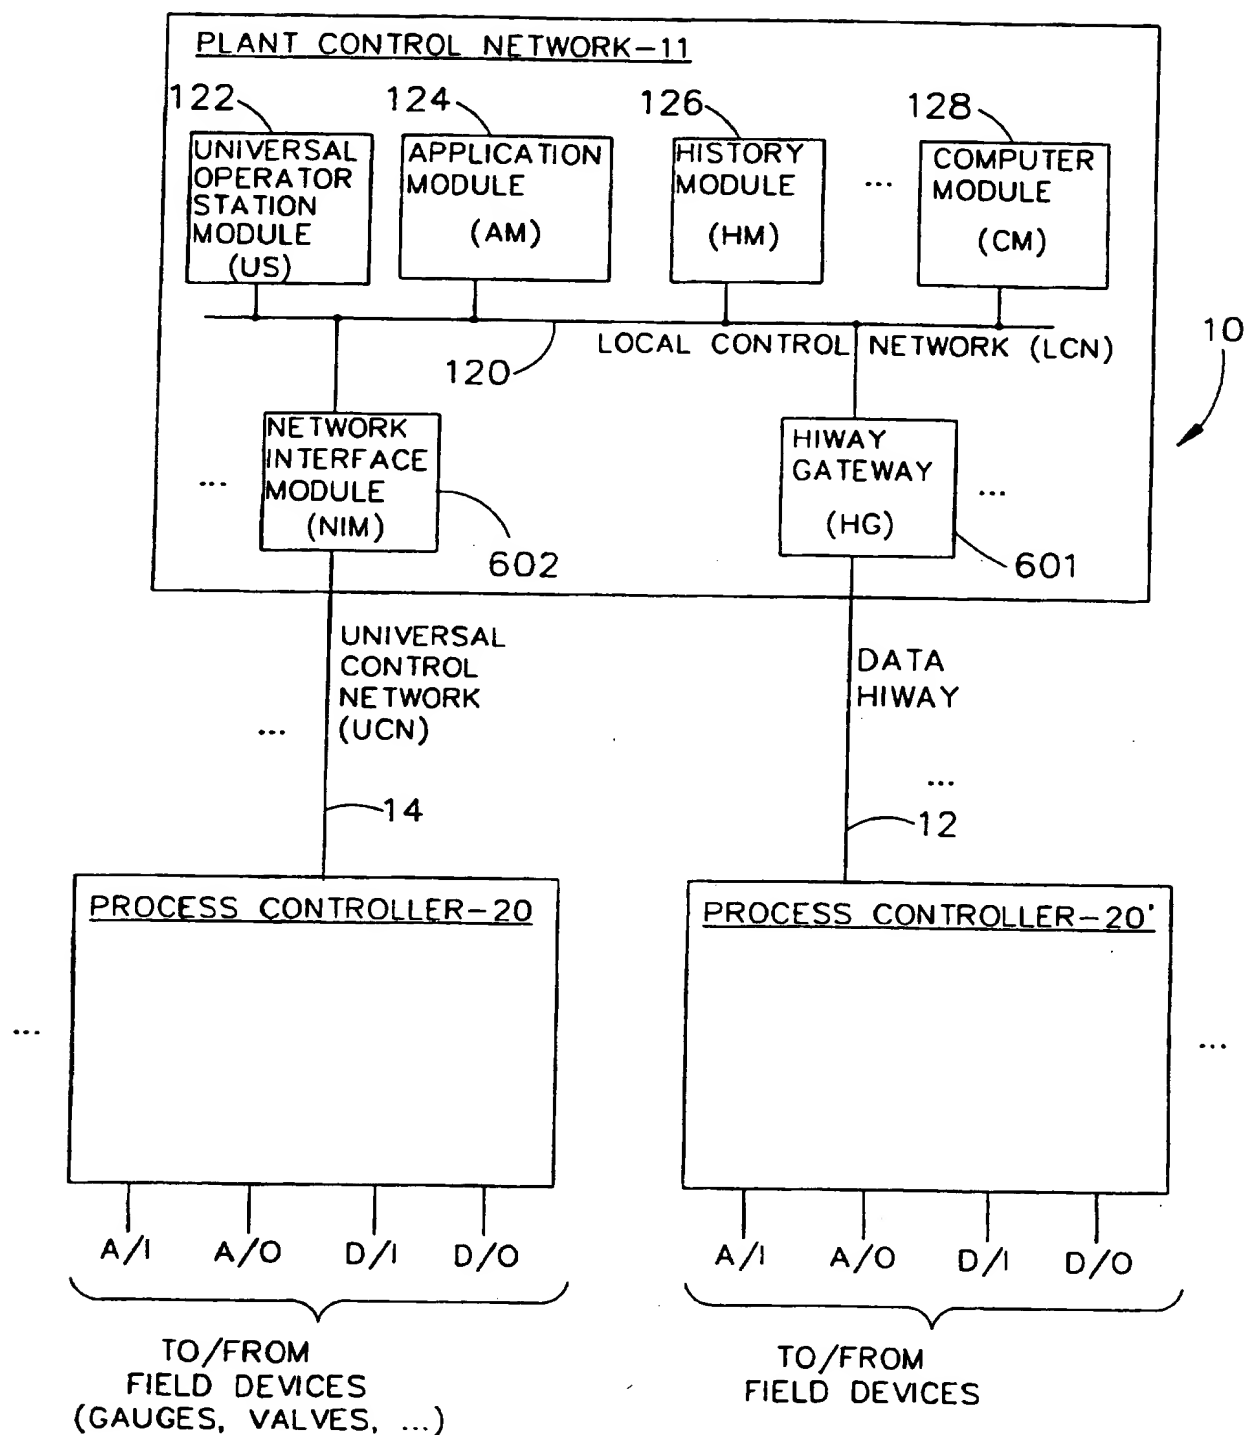 PLANT CONTROL NETWORK-11
122
124
126
128
UNIVERSAL
OPERATOR
STATION
MODULE
(US)
APPLICATION
MODULE
(AM)
HISTORY
MODULE
(HM)
...
COMPUTER
MODULE
(CM)
120
LOCAL CONTROL NETWORK (LCN)
10
...
NETWORK
INTERFACE
MODULE
(NIM)
602
HIWAY
GATEWAY
(HG)
...
601
UNIVERSAL
CONTROL
NETWORK
(UCN)
...
DATA
HIWAY
...
14
12
PROCESS CONTROLLER-20
PROCESS CONTROLLER-20'
...
...
A/I A/O D/I D/O
A/I A/O D/I D/O
TO/FROM
FIELD DEVICES
(GAUGES, VALVES, ...)
TO/FROM
FIELD DEVICES